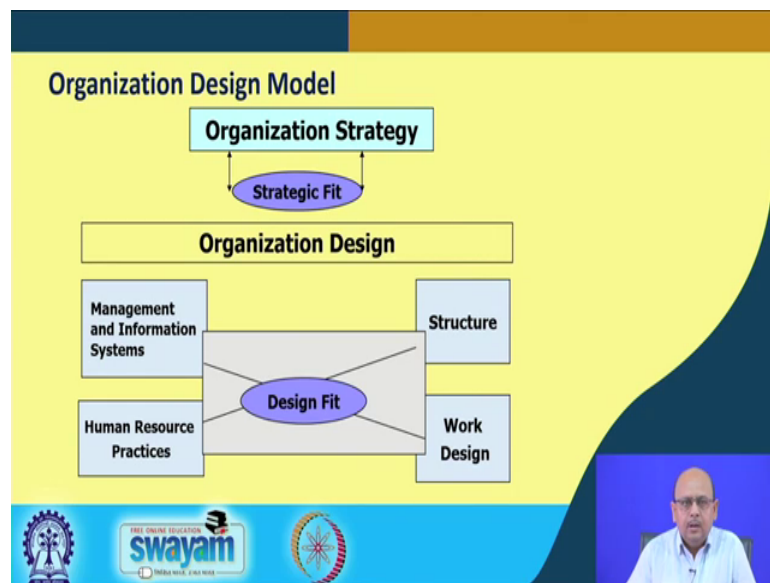 Organization Design Model
Organization Strategy
Strategic Fit
Organization Design
Management
and Information
Systems
Structure
Design Fit
Human Resource
Practices
Work
Design
FREE ONLINE EDUCATION
swayam